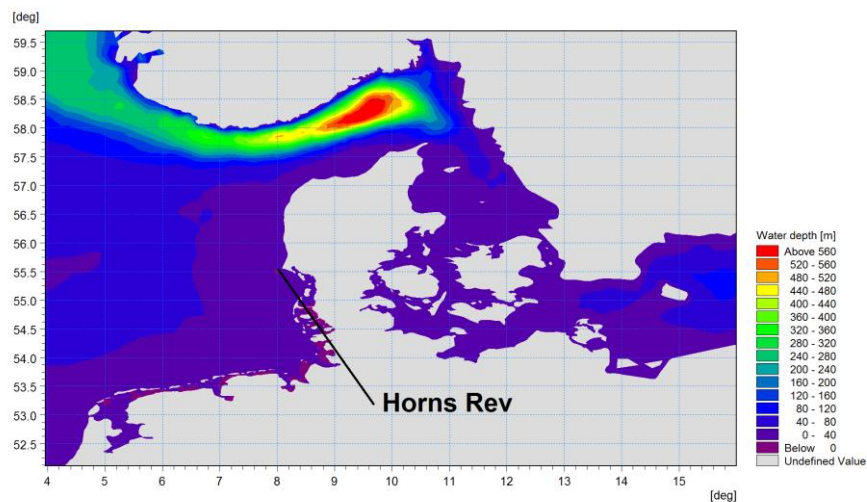 [deg]
59.5
59.0
58.5
58.0
57.5
57.0
56.5
56.0
55.5
55.0
54.5
54.0
53.5
53.0
52.5
4 5 6 7 8 9 10 11 12 13 14 15
[deg]
Horns Rev
Water depth [m]
Above 560
520 - 560
480 - 520
440 - 480
400 - 440
360 - 400
320 - 360
280 - 320
240 - 280
200 - 240
160 - 200
120 - 160
80 - 120
40 - 80
0 - 40
Below 0
Undefined Value